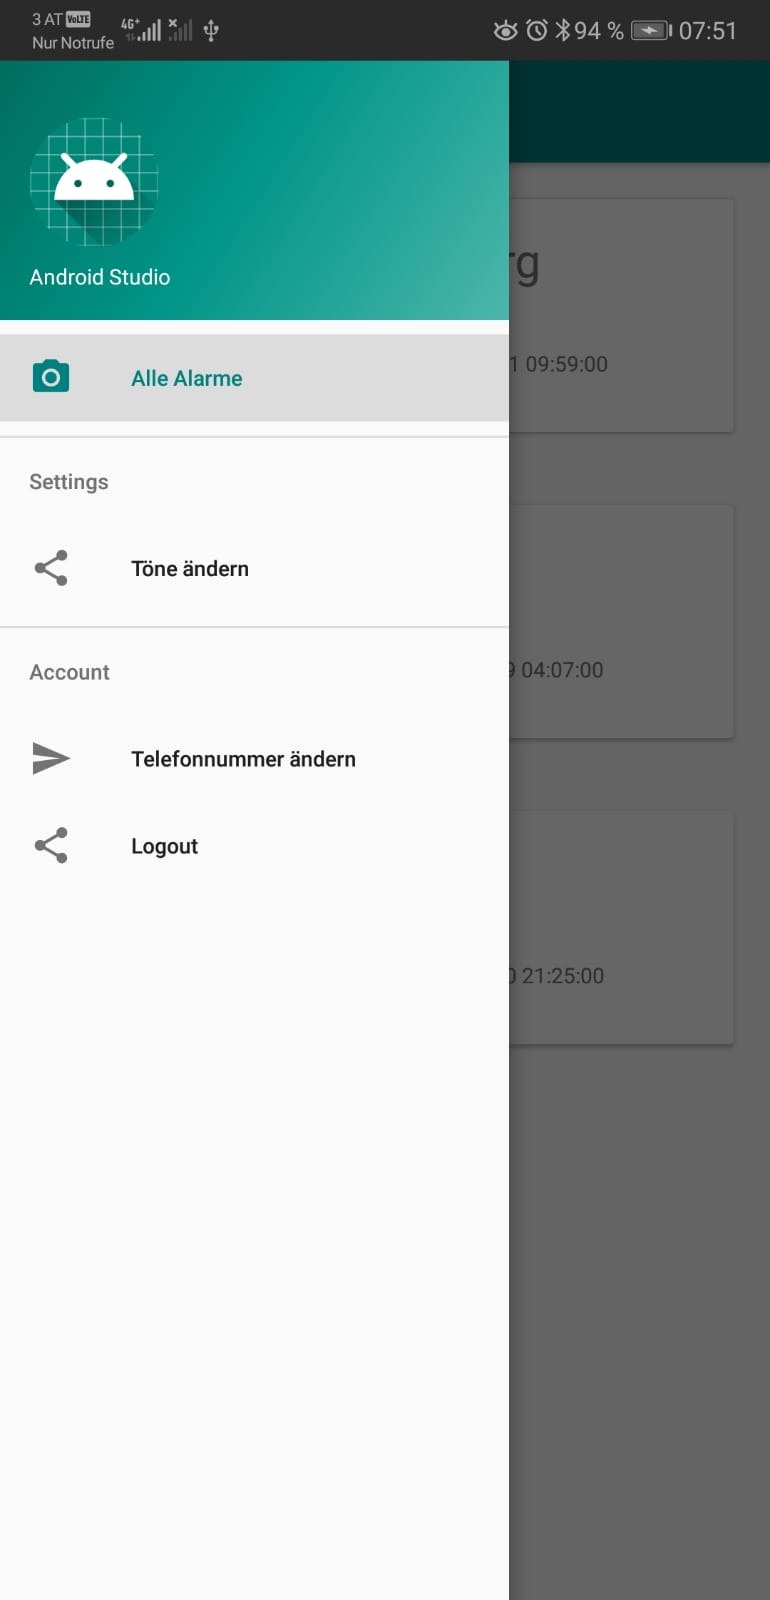 3 AT VoLTE 4G+ 94 % 07:51
Nur Notrufe
Android Studio
rg
1 09:59:00
Alle Alarme
Settings
Töne ändern
04:07:00
Account
Telefonnummer ändern
Logout
21:25:00